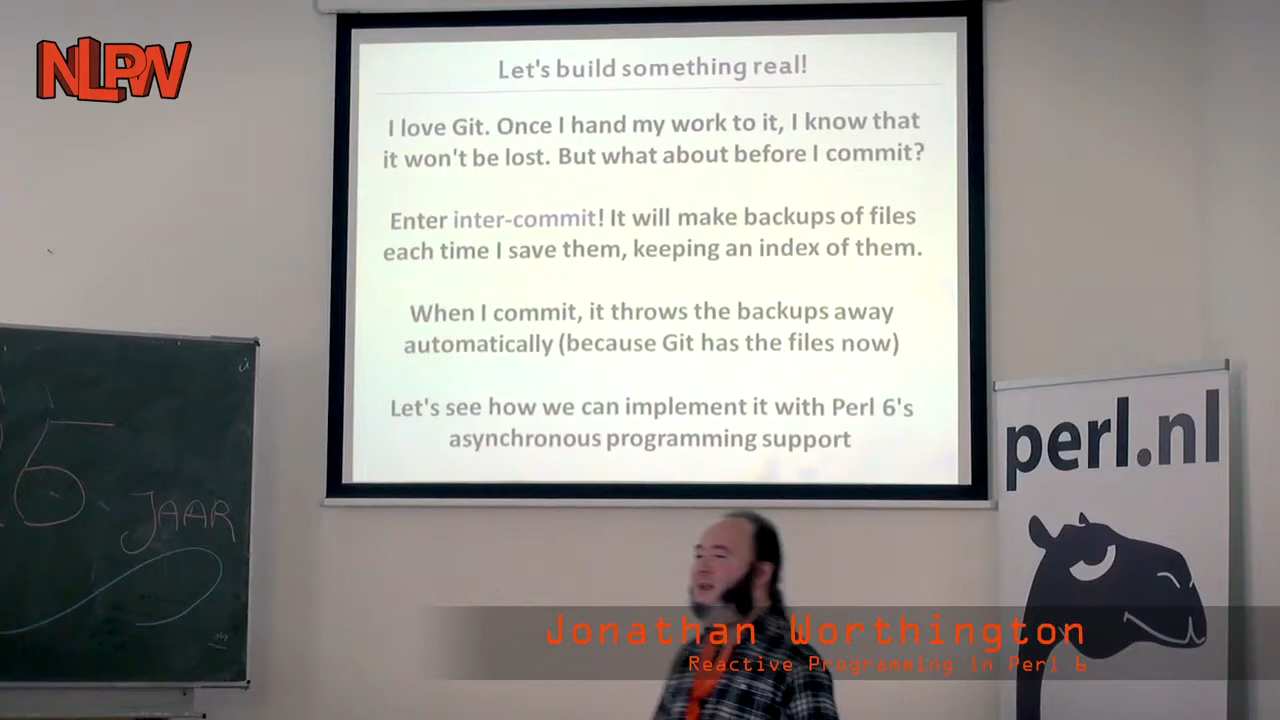 NLPW
Let's build something real!
I love Git. Once I hand my work to it, I know that
it won't be lost. But what about before I commit?
Enter inter-commit! It will make backups of files
each time I save them, keeping an index of them.
When I commit, it throws the backups away
automatically (because Git has the files now)
Let's see how we can implement it with Perl 6's
asynchronous programming support
JAAR
perl.nl
Jonathan Worthington
Reactive Programming in Perl 6